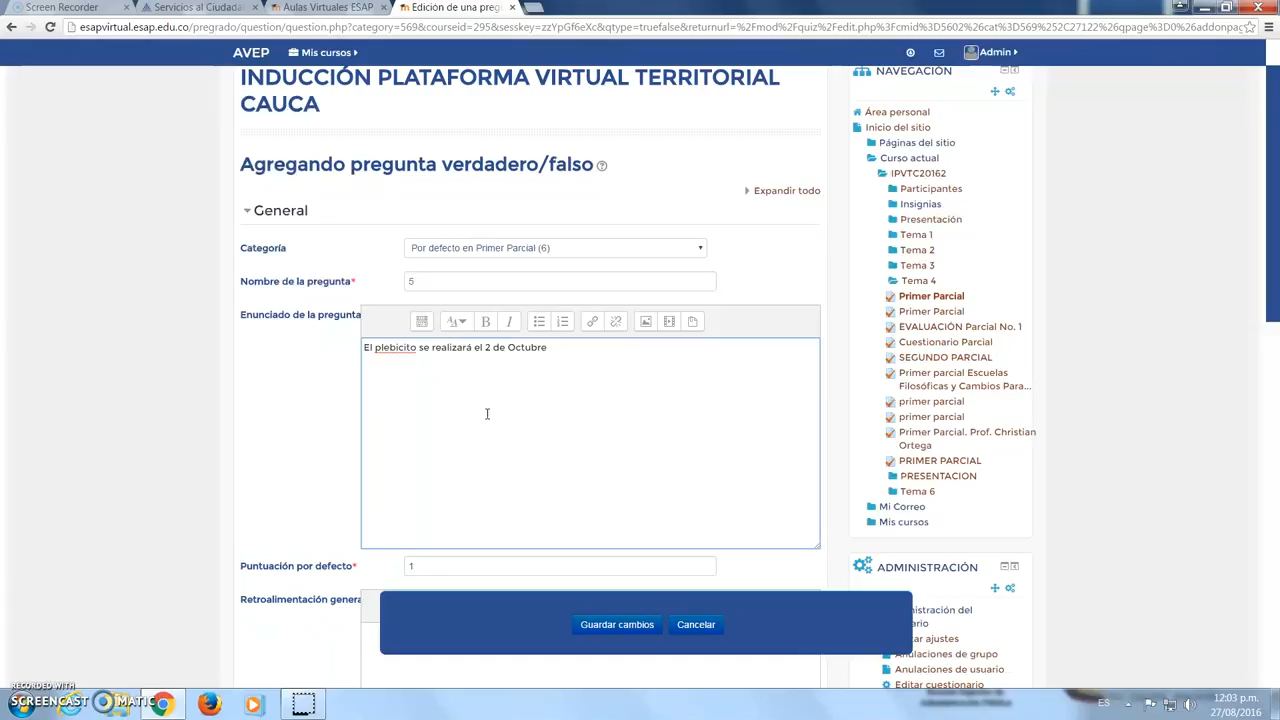 Screen Recorder
Servicios al Ciudadan
Aulas Virtuales ESAP
Edición de una preg
esapvirtual.esap.edu.co/pregrado/question/question.php?category=569&courseid=295&sesskey=zzYpGf6eXc&qtype=truefalse&returnurl=%2Fmod%2Fquiz%2Fedit.php%3Fcmid%3D5602%26cat%3D569%252C27122%26qpage%3D0%26addonpag
AVEP
Mis cursos
Admin
INDUCCIÓN PLATAFORMA VIRTUAL TERRITORIAL
CAUCA
Agregando pregunta verdadero/falso
Expandir todo
General
Categoría
Por defecto en Primer Parcial (6)
Nombre de la pregunta*
5
Enunciado de la pregunta
El plebicito se realizará el 2 de Octubre
Puntuación por defecto*
1
Retroalimentación genera
Guardar cambios
Cancelar
NAVEGACIÓN
Área personal
Inicio del sitio
Páginas del sitio
Curso actual
IPVTC20162
Participantes
Insignias
Presentación
Tema 1
Tema 2
Tema 3
Tema 4
Primer Parcial
Primer Parcial
EVALUACIÓN Parcial No. 1
Cuestionario Parcial
SEGUNDO PARCIAL
Primer parcial Escuelas
Filosóficas y Cambios Para...
primer parcial
primer parcial
Primer Parcial. Prof. Christian
Ortega
PRIMER PARCIAL
PRESENTACION
Tema 6
Mi Correo
Mis cursos
ADMINISTRACIÓN
nistración del
ario
ar ajustes
Anulaciones de grupo
Anulaciones de usuario
Editar cuestionario
RECORDED WITH
SCREENCAST MATIC
ES
12:03 p.m.
27/08/2016